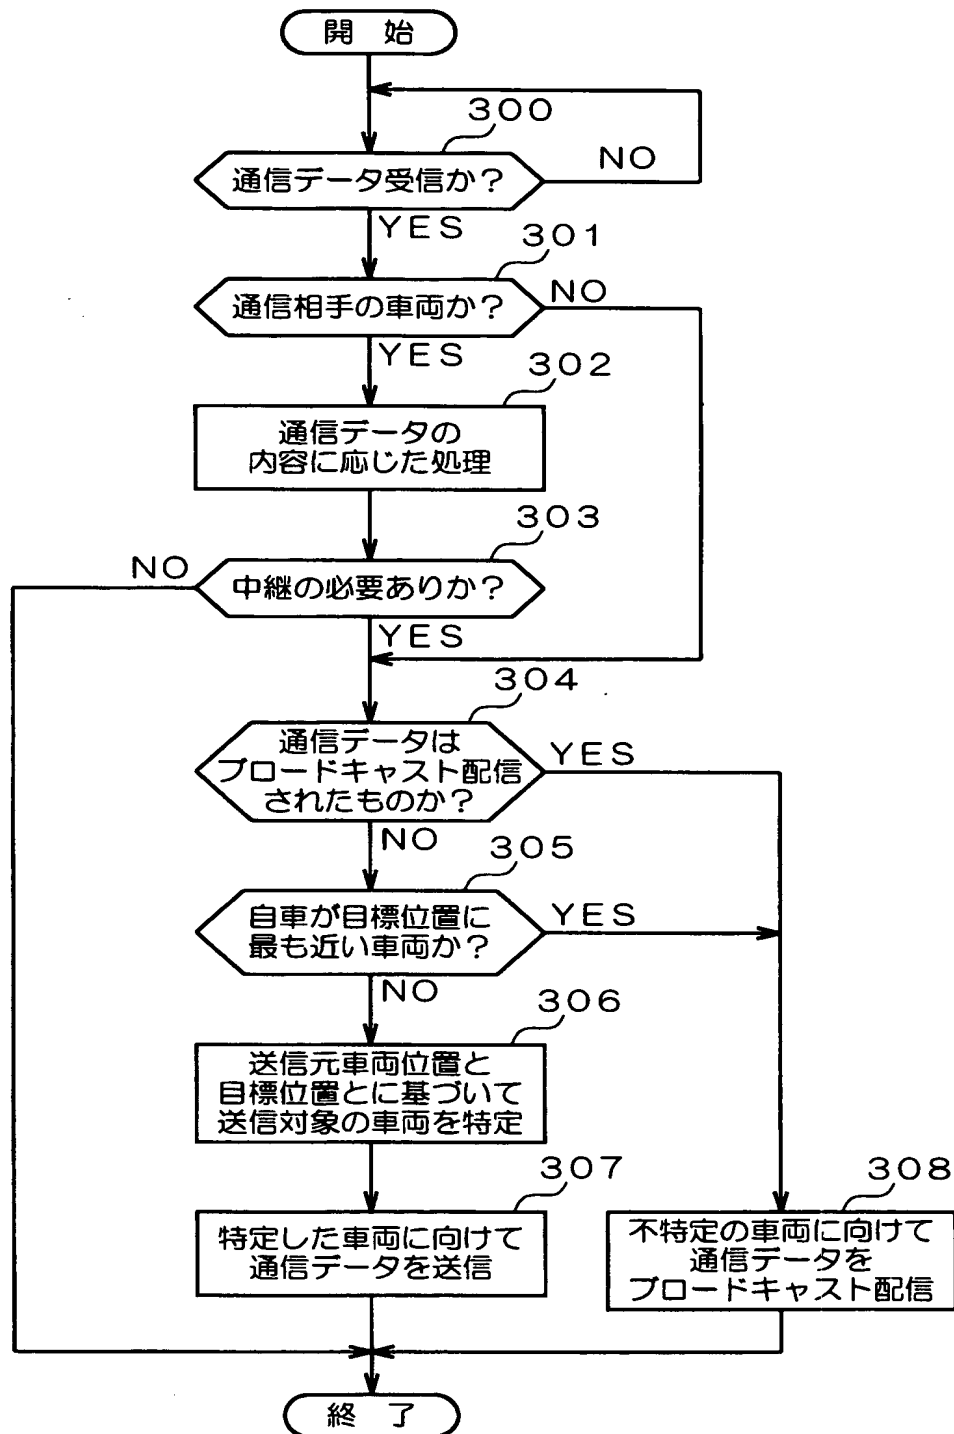 開 始
300
通信データ受信か？
NO
YES
301
通信相手の車両か？
NO
YES
302
通信データの
内容に応じた処理
303
NO
中継の必要ありか？
YES
304
通信データは
ブロードキャスト配信
されたものか？
YES
NO
305
自車が目標位置に
最も近い車両か？
YES
NO
306
送信元車両位置と
目標位置とに基づいて
送信対象の車両を特定
307
特定した車両に向けて
通信データを送信
308
不特定の車両に向けて
通信データを
ブロードキャスト配信
終 了